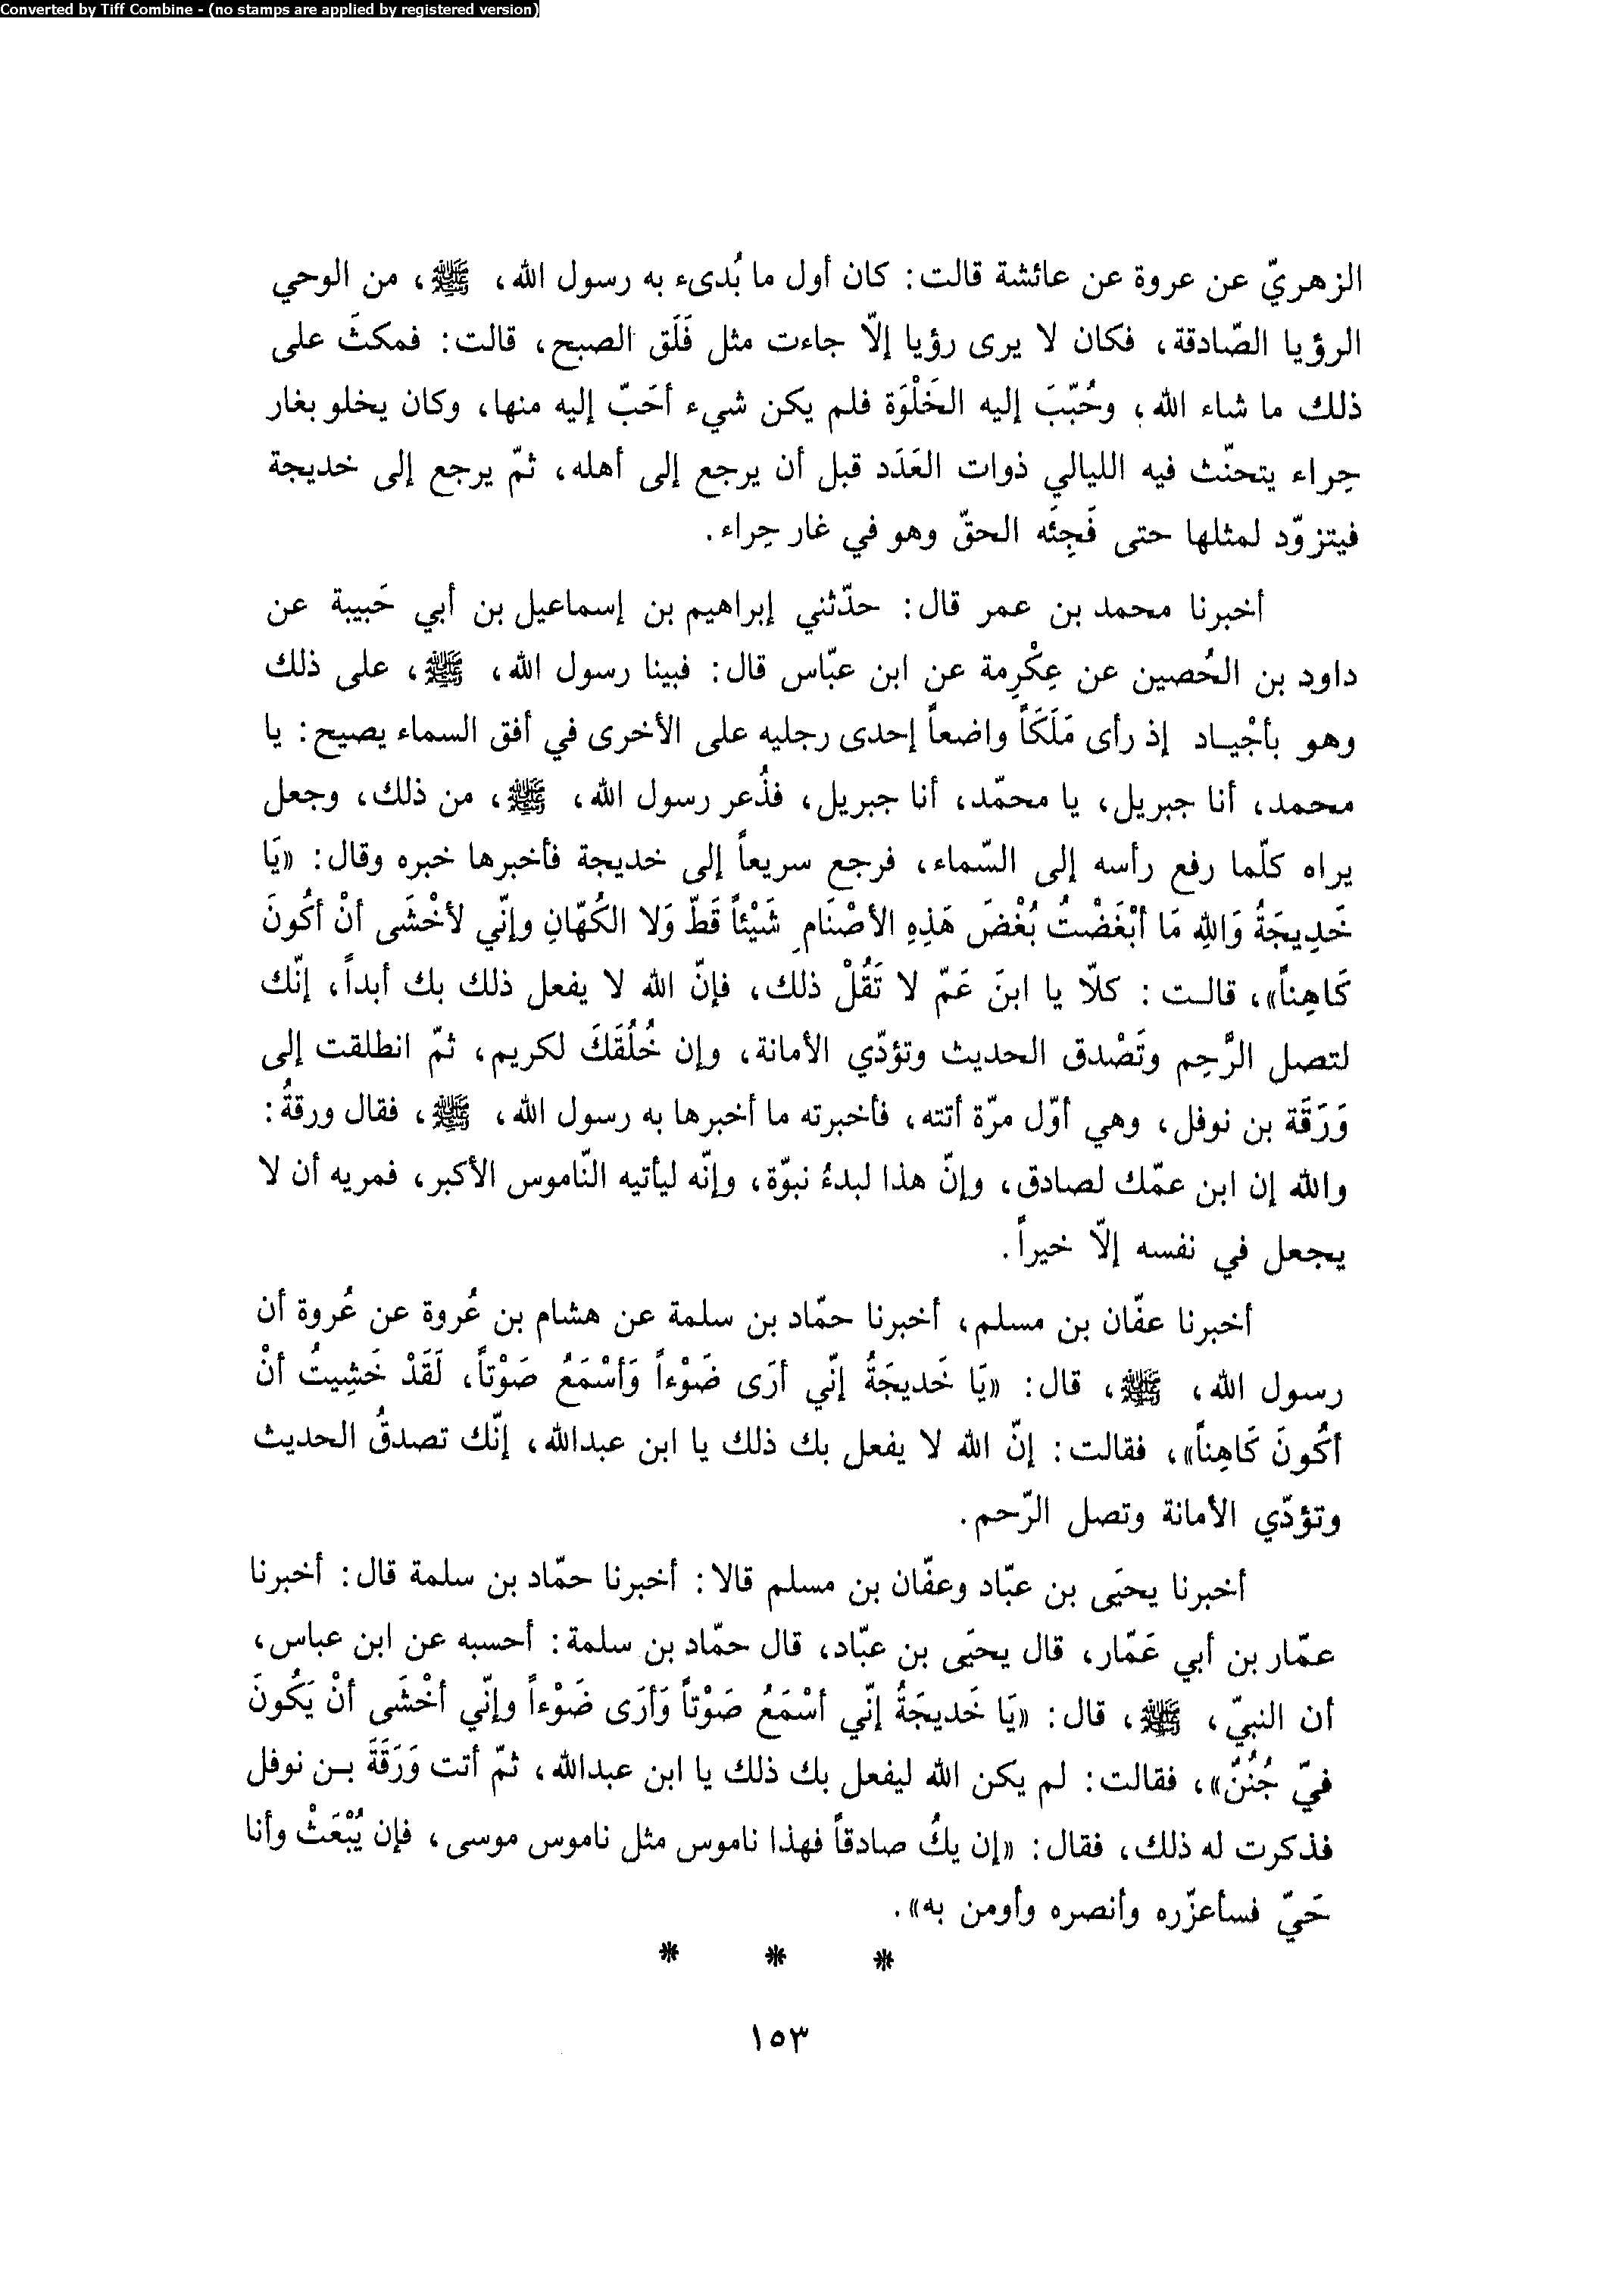 Converted by Tiff Combine - (no stamps are applied by registered version)
الزهريّ عن عروة عن عائشة قالت: كان أول ما بُدىء به رسول الله، ﷺ، من الوحي
الرؤيا الصّادقة، فكان لا يرى رؤيا إلّا جاءت مثل فَلَق الصبح، قالت: فمكثَ على
ذلك ما شاء الله، وحُبّبَ إليه الخَلْوَة فلم يكن شيء أحَبّ إليه منها، وكان يخلو بغار
حِراء يتحنّث فيه الليالي ذوات العَدَد قبل أن يرجع إلى أهله، ثمّ يرجع إلى خديجة
فيتزوّد لمثلها حتى فَجِئَه الحقّ وهو في غار حِراء.
أخبرنا محمد بن عمر قال: حدّثني إبراهيم بن إسماعيل بن أبي حَبيبة عن
داود بن الحُصين عن عِكْرِمة عن ابن عبّاس قال: فبينا رسول الله، ﷺ، على ذلك
وهو بأجْيـاد إذ رأى مَلَكَاً واضعاً إحدى رجليه على الأخرى في أفق السماء يصيح: يا
محمد، أنا جبريل، يا محمّد، أنا جبريل، فذُعر رسول الله، ﷺ، من ذلك، وجعل
يراه كلّما رفع رأسه إلى السّماء، فرجع سريعاً إلى خديجة فأخبرها خبره وقال: «يَا
خَدِيجَةُ وَاللهِ مَا أبْغَضْتُ بُغْضَ هَذِهِ الأصْنَامِ شَيْئاً قَطّ وَلا الكُهّانِ وإنّي لأخْشَى أنْ أكُونَ
كَاهِناً»، قالـت: كلّا يا ابنَ عَمّ لا تَقُلْ ذلك، فإنّ الله لا يفعل ذلك بك أبداً، إنّك
لتصل الرَّحِم وتَصْدق الحديث وتؤدّي الأمانة، وإن خُلُقَكَ لكريم، ثمّ انطلقت إلى
وَرَقَة بن نوفل، وهي أوّل مرّة أتته، فأخبرته ما أخبرها به رسول الله، ﷺ، فقال ورقةُ:
والله إن ابن عمّك لصادق، وإنّ هذا لبدءُ نبوّة، وإنّه ليأتيه النّاموس الأكبر، فمريه أن لا
يجعل في نفسه إلّا خيراً.
أخبرنا عفّان بن مسلم، أخبرنا حمّاد بن سلمة عن هشام بن عُروة عن عُروة أن
رسول الله، ﷺ، قال: «يَا خَديجَةُ إنّي أرَى ضَوْءاً وَأسْمَعُ صَوْتاً، لَقَدْ خَشِيتُ أنْ
أكُونَ كَاهِناً»، فقالت: إنّ الله لا يفعل بك ذلك يا ابن عبدالله، إنّك تصدقُ الحديث
وتؤدّي الأمانة وتصل الرّحم.
أخبرنا يحيَى بن عبّاد وعفّان بن مسلم قالا: أخبرنا حمّاد بن سلمة قال: أخبرنا
عمّار بن أبي عَمّار، قال يحيَى بن عبّاد، قال حمّاد بن سلمة: أحسبه عن ابن عباس،
أن النبيّ، ﷺ، قال: «يَا خَديجَةُ إنّي أسْمَعُ صَوْتاً وَأرَى ضَوْءاً وإنّي أخْشَى أنْ يَكُونَ
فيّ جُنُنٌ»، فقالت: لم يكن الله ليفعل بك ذلك يا ابن عبدالله، ثمّ أتت وَرَقَةَ بـن نوفل
فذكرت له ذلك، فقال: «إن يكُ صادقاً فهذا ناموس مثل ناموس موسى، فإن يُبْعَثْ وأنا
حَيّ فسأعزّره وأنصره وأومن به».
* * *
١٥٣